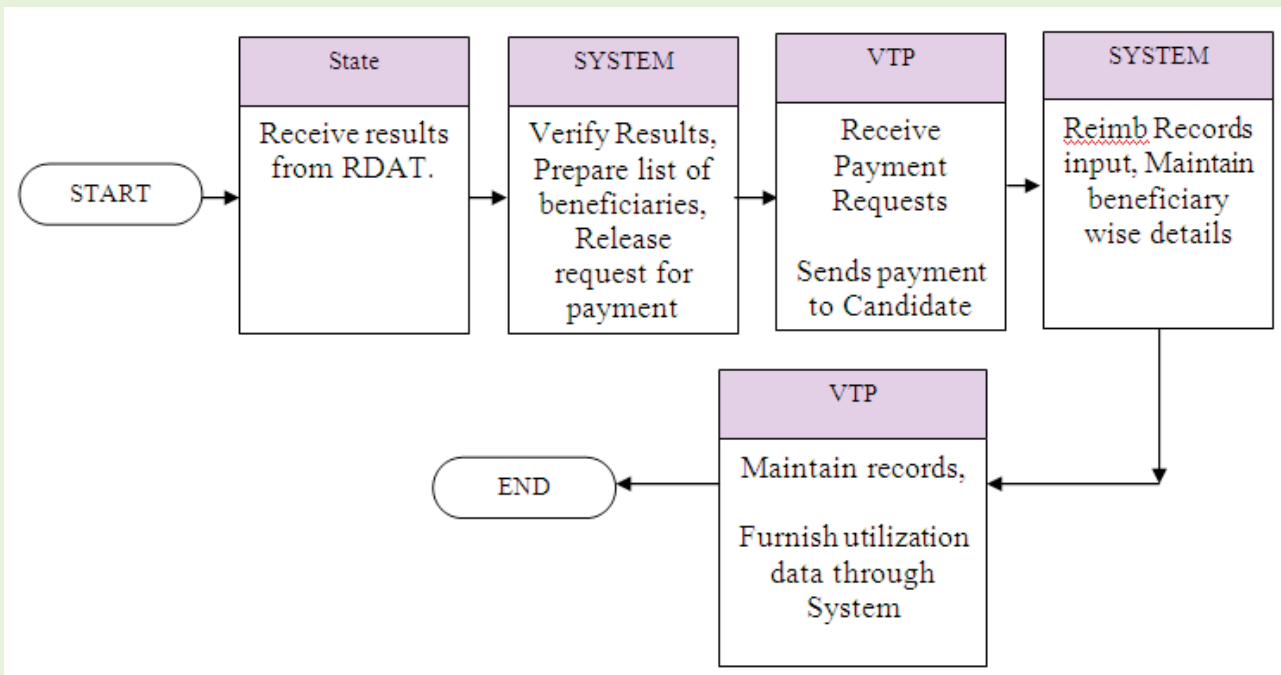 START
State
Receive results
from RDAT.
SYSTEM
Verify Results,
Prepare list of
beneficiaries,
Release
request for
payment
VTP
Receive
Payment
Requests
Sends payment
to Candidate
SYSTEM
Reimb Records
input, Maintain
beneficiary
wise details
VTP
Maintain records,
Furnish utilization
data through
System
END